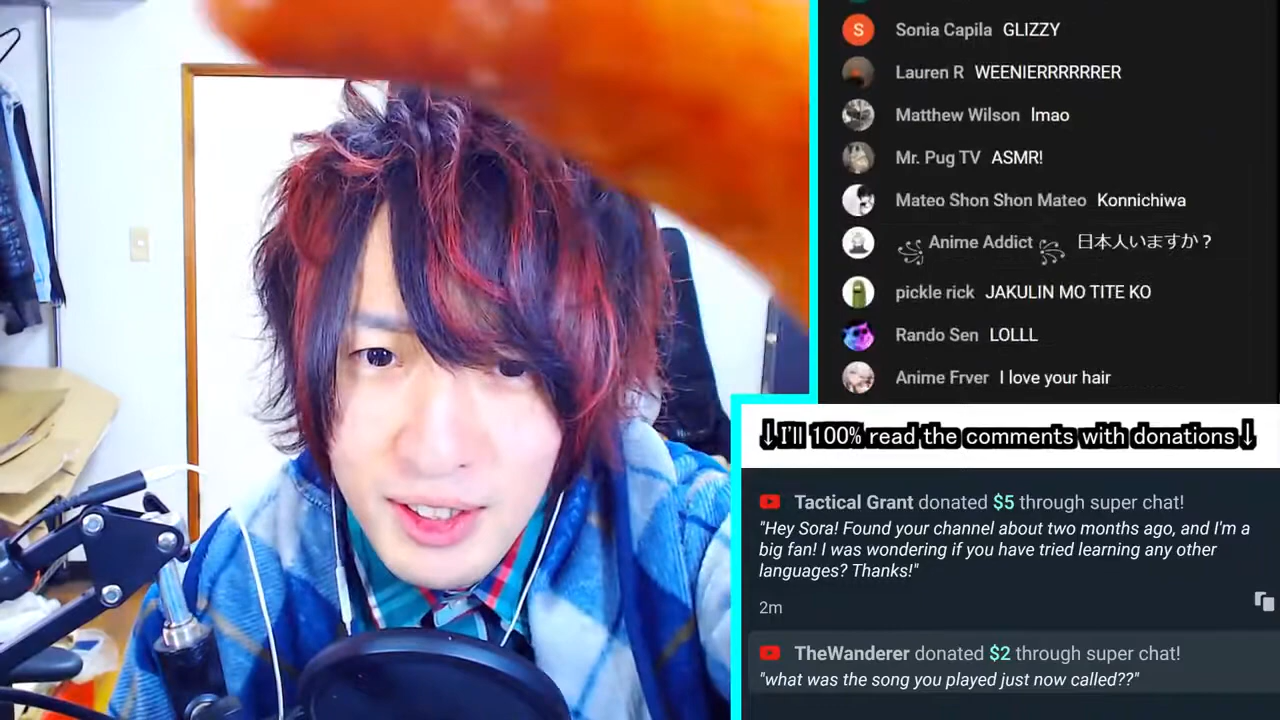 S Sonia Capila GLIZZY
Lauren R WEENIERRRRRRER
Matthew Wilson lmao
Mr. Pug TV ASMR!
Mateo Shon Shon Mateo Konnichiwa
Anime Addict 日本人いますか？
pickle rick JAKULIN MO TITE KO
Rando Sen LOLLL
Anime Frver I love your hair
↓I'll 100% read the comments with donations↓
Tactical Grant donated $5 through super chat!
"Hey Sora! Found your channel about two months ago, and I'm a
big fan! I was wondering if you have tried learning any other
languages? Thanks!"
2m
TheWanderer donated $2 through super chat!
"what was the song you played just now called??"